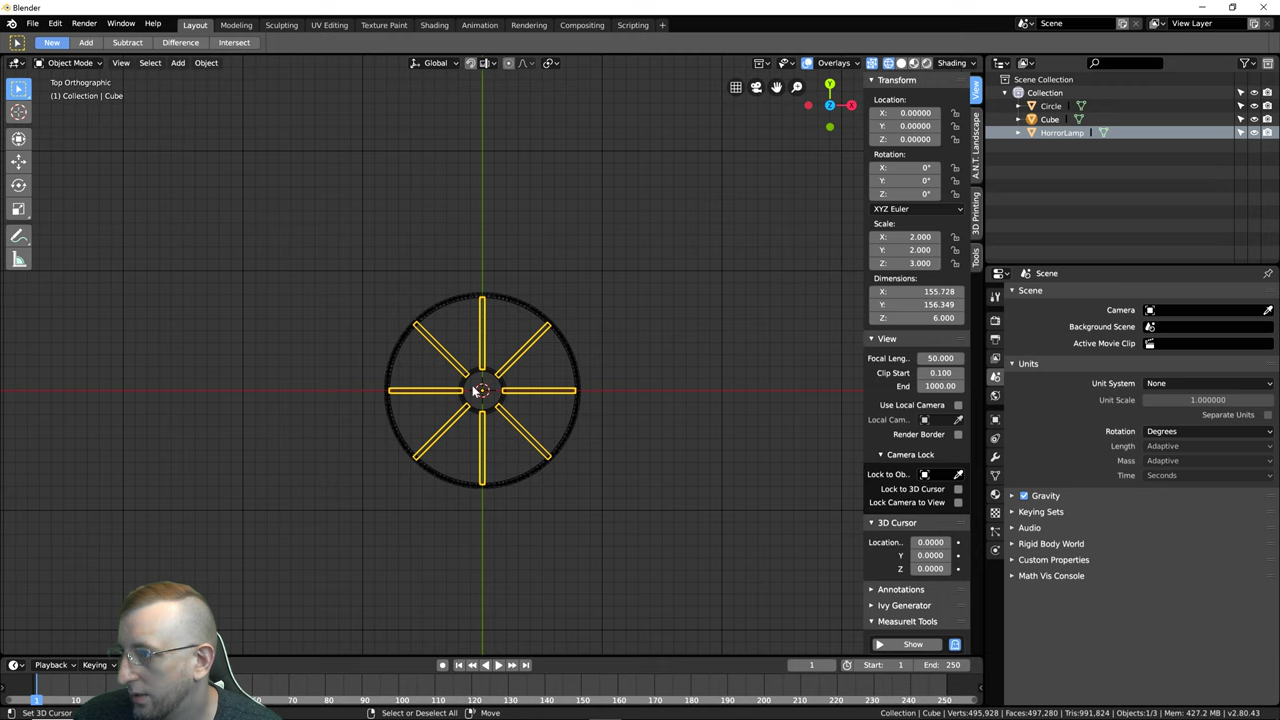 Blender
File Edit Render Window Help
Layout Modeling Sculpting UV Editing Texture Paint Shading Animation Rendering Compositing Scripting +
Scene View Layer
New Add Subtract Difference Intersect
Object Mode View Select Add Object
Global
Overlays Shading
Top Orthographic
(1) Collection | Cube
Y
X
Z
View
A.N.T. Landscape
3D Printing
Tools
Transform
Location:
X: 0.00000
Y: 0.00000
Z: 0.00000
Rotation:
X: 0°
Y: 0°
Z: 0°
XYZ Euler
Scale:
X: 2.000
Y: 2.000
Z: 3.000
Dimensions:
X: 155.728
Y: 156.349
Z: 6.000
View
Focal Leng.. 50.000
Clip Start 0.100
End 1000.00
Use Local Camera
Local Cam..
Render Border
Camera Lock
Lock to Ob..
Lock to 3D Cursor
Lock Camera to View
3D Cursor
Location.. 0.0000
Y 0.0000
Z 0.0000
Annotations
Ivy Generator
MeasureIt Tools
Show
Scene Collection
Collection
Circle
Cube
HorrorLamp
Scene
Scene
Camera
Background Scene
Active Movie Clip
Units
Unit System None
Unit Scale 1.000000
Separate Units
Rotation Degrees
Length Adaptive
Mass Adaptive
Time Seconds
Gravity
Keying Sets
Audio
Rigid Body World
Custom Properties
Math Vis Console
Playback Keying
1 Start: 1 End: 250
1 10 80 90 100 110 120 130 140 150 160 170 180 190 200 210 220 230 240 250
Set 3D Cursor Select or Deselect All Move
Collection | Cube | Verts:495,928 | Faces:497,280 | Tris:991,824 | Objects:1/3 | Mem: 427.2 MB | v2.80.43